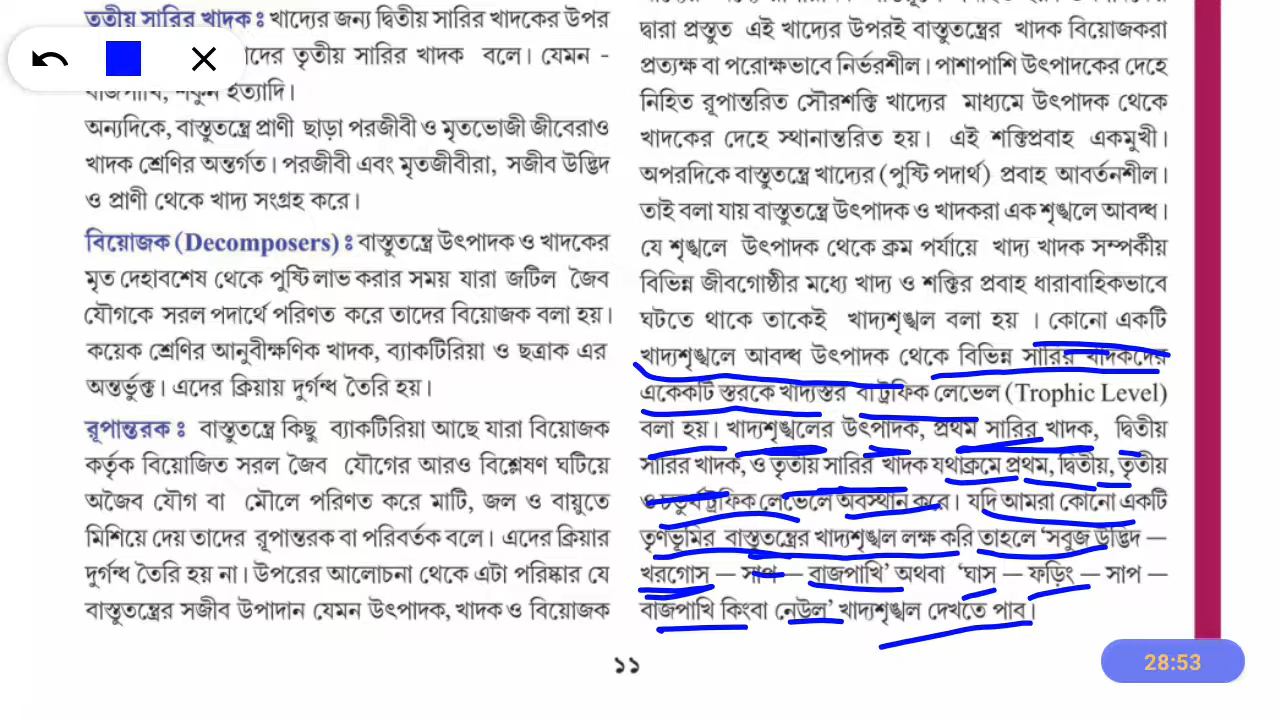 তৃতীয় সারির খাদক ঃ খাদ্যের জন্য দ্বিতীয় সারির খাদকের উপর
তৃতীয় সারির খাদক বলে। যেমন -
বাজপাখি, শকুন ইত্যাদি।
অন্যদিকে, বাস্তুতন্ত্রে প্রাণী ছাড়া পরজীবী ও মৃতভোজী জীবেরাও
খাদক শ্রেণির অন্তর্গত। পরজীবী এবং মৃতজীবীরা, সজীব উদ্ভিদ
ও প্রাণী থেকে খাদ্য সংগ্রহ করে।
বিয়োজক (Decomposers) ঃ বাস্তুতন্ত্রে উৎপাদক ও খাদকের
মৃত দেহাবশেষ থেকে পুষ্টি লাভ করার সময় যারা জটিল জৈব
যৌগকে সরল পদার্থে পরিণত করে তাদের বিয়োজক বলা হয়।
কয়েক শ্রেণির আনুবীক্ষণিক খাদক, ব্যাকটিরিয়া ও ছত্রাক এর
অন্তর্ভুক্ত। এদের ক্রিয়ায় দুর্গন্ধ তৈরি হয়।
রূপান্তরক ঃ বাস্তুতন্ত্রে কিছু ব্যাকটিরিয়া আছে যারা বিয়োজক
কর্তৃক বিয়োজিত সরল জৈব যৌগের আরও বিশ্লেষণ ঘটিয়ে
অজৈব যৌগ বা মৌলে পরিণত করে মাটি, জল ও বায়ুতে
মিশিয়ে দেয় তাদের রূপান্তরক বা পরিবর্তক বলে। এদের ক্রিয়ার
দুর্গন্ধ তৈরি হয় না। উপরের আলোচনা থেকে এটা পরিষ্কার যে
বাস্তুতন্ত্রের সজীব উপাদান যেমন উৎপাদক, খাদক ও বিয়োজক
দ্বারা প্রস্তুত এই খাদ্যের উপরই বাস্তুতন্ত্রের খাদক বিয়োজকরা
প্রত্যক্ষ বা পরোক্ষভাবে নির্ভরশীল। পাশাপাশি উৎপাদকের দেহে
নিহিত রূপান্তরিত সৌরশক্তি খাদ্যের মাধ্যমে উৎপাদক থেকে
খাদকের দেহে স্থানান্তরিত হয়। এই শক্তিপ্রবাহ একমুখী।
অপরদিকে বাস্তুতন্ত্রে খাদ্যের (পুষ্টি পদার্থ) প্রবাহ আবর্তনশীল।
তাই বলা যায় বাস্তুতন্ত্রে উৎপাদক ও খাদকরা এক শৃঙ্খলে আবদ্ধ।
যে শৃঙ্খলে উৎপাদক থেকে ক্রম পর্যায়ে খাদ্য খাদক সম্পর্কীয়
বিভিন্ন জীবগোষ্ঠীর মধ্যে খাদ্য ও শক্তির প্রবাহ ধারাবাহিকভাবে
ঘটতে থাকে তাকেই খাদ্যশৃঙ্খল বলা হয় । কোনো একটি
খাদ্যশৃঙ্খলে আবদ্ধ উৎপাদক থেকে বিভিন্ন সারির খাদকদের
একেকটি স্তরকে খাদ্যস্তর বা ট্রফিক লেভেল (Trophic Level)
বলা হয়। খাদ্যশৃঙ্খলের উৎপাদক, প্রথম সারির খাদক, দ্বিতীয়
সারির খাদক, ও তৃতীয় সারির খাদক যথাক্রমে প্রথম, দ্বিতীয়, তৃতীয়
ও চতুর্থ ট্রফিক লেভেলে অবস্থান করে। যদি আমরা কোনো একটি
তৃণভূমির বাস্তুতন্ত্রের খাদ্যশৃঙ্খল লক্ষ করি তাহলে ‘সবুজ উদ্ভিদ —
খরগোস — সাপ — বাজপাখি’ অথবা ‘ঘাস — ফড়িং — সাপ —
বাজপাখি কিংবা নেউল’ খাদ্যশৃঙ্খল দেখতে পাব।
১১
28:53